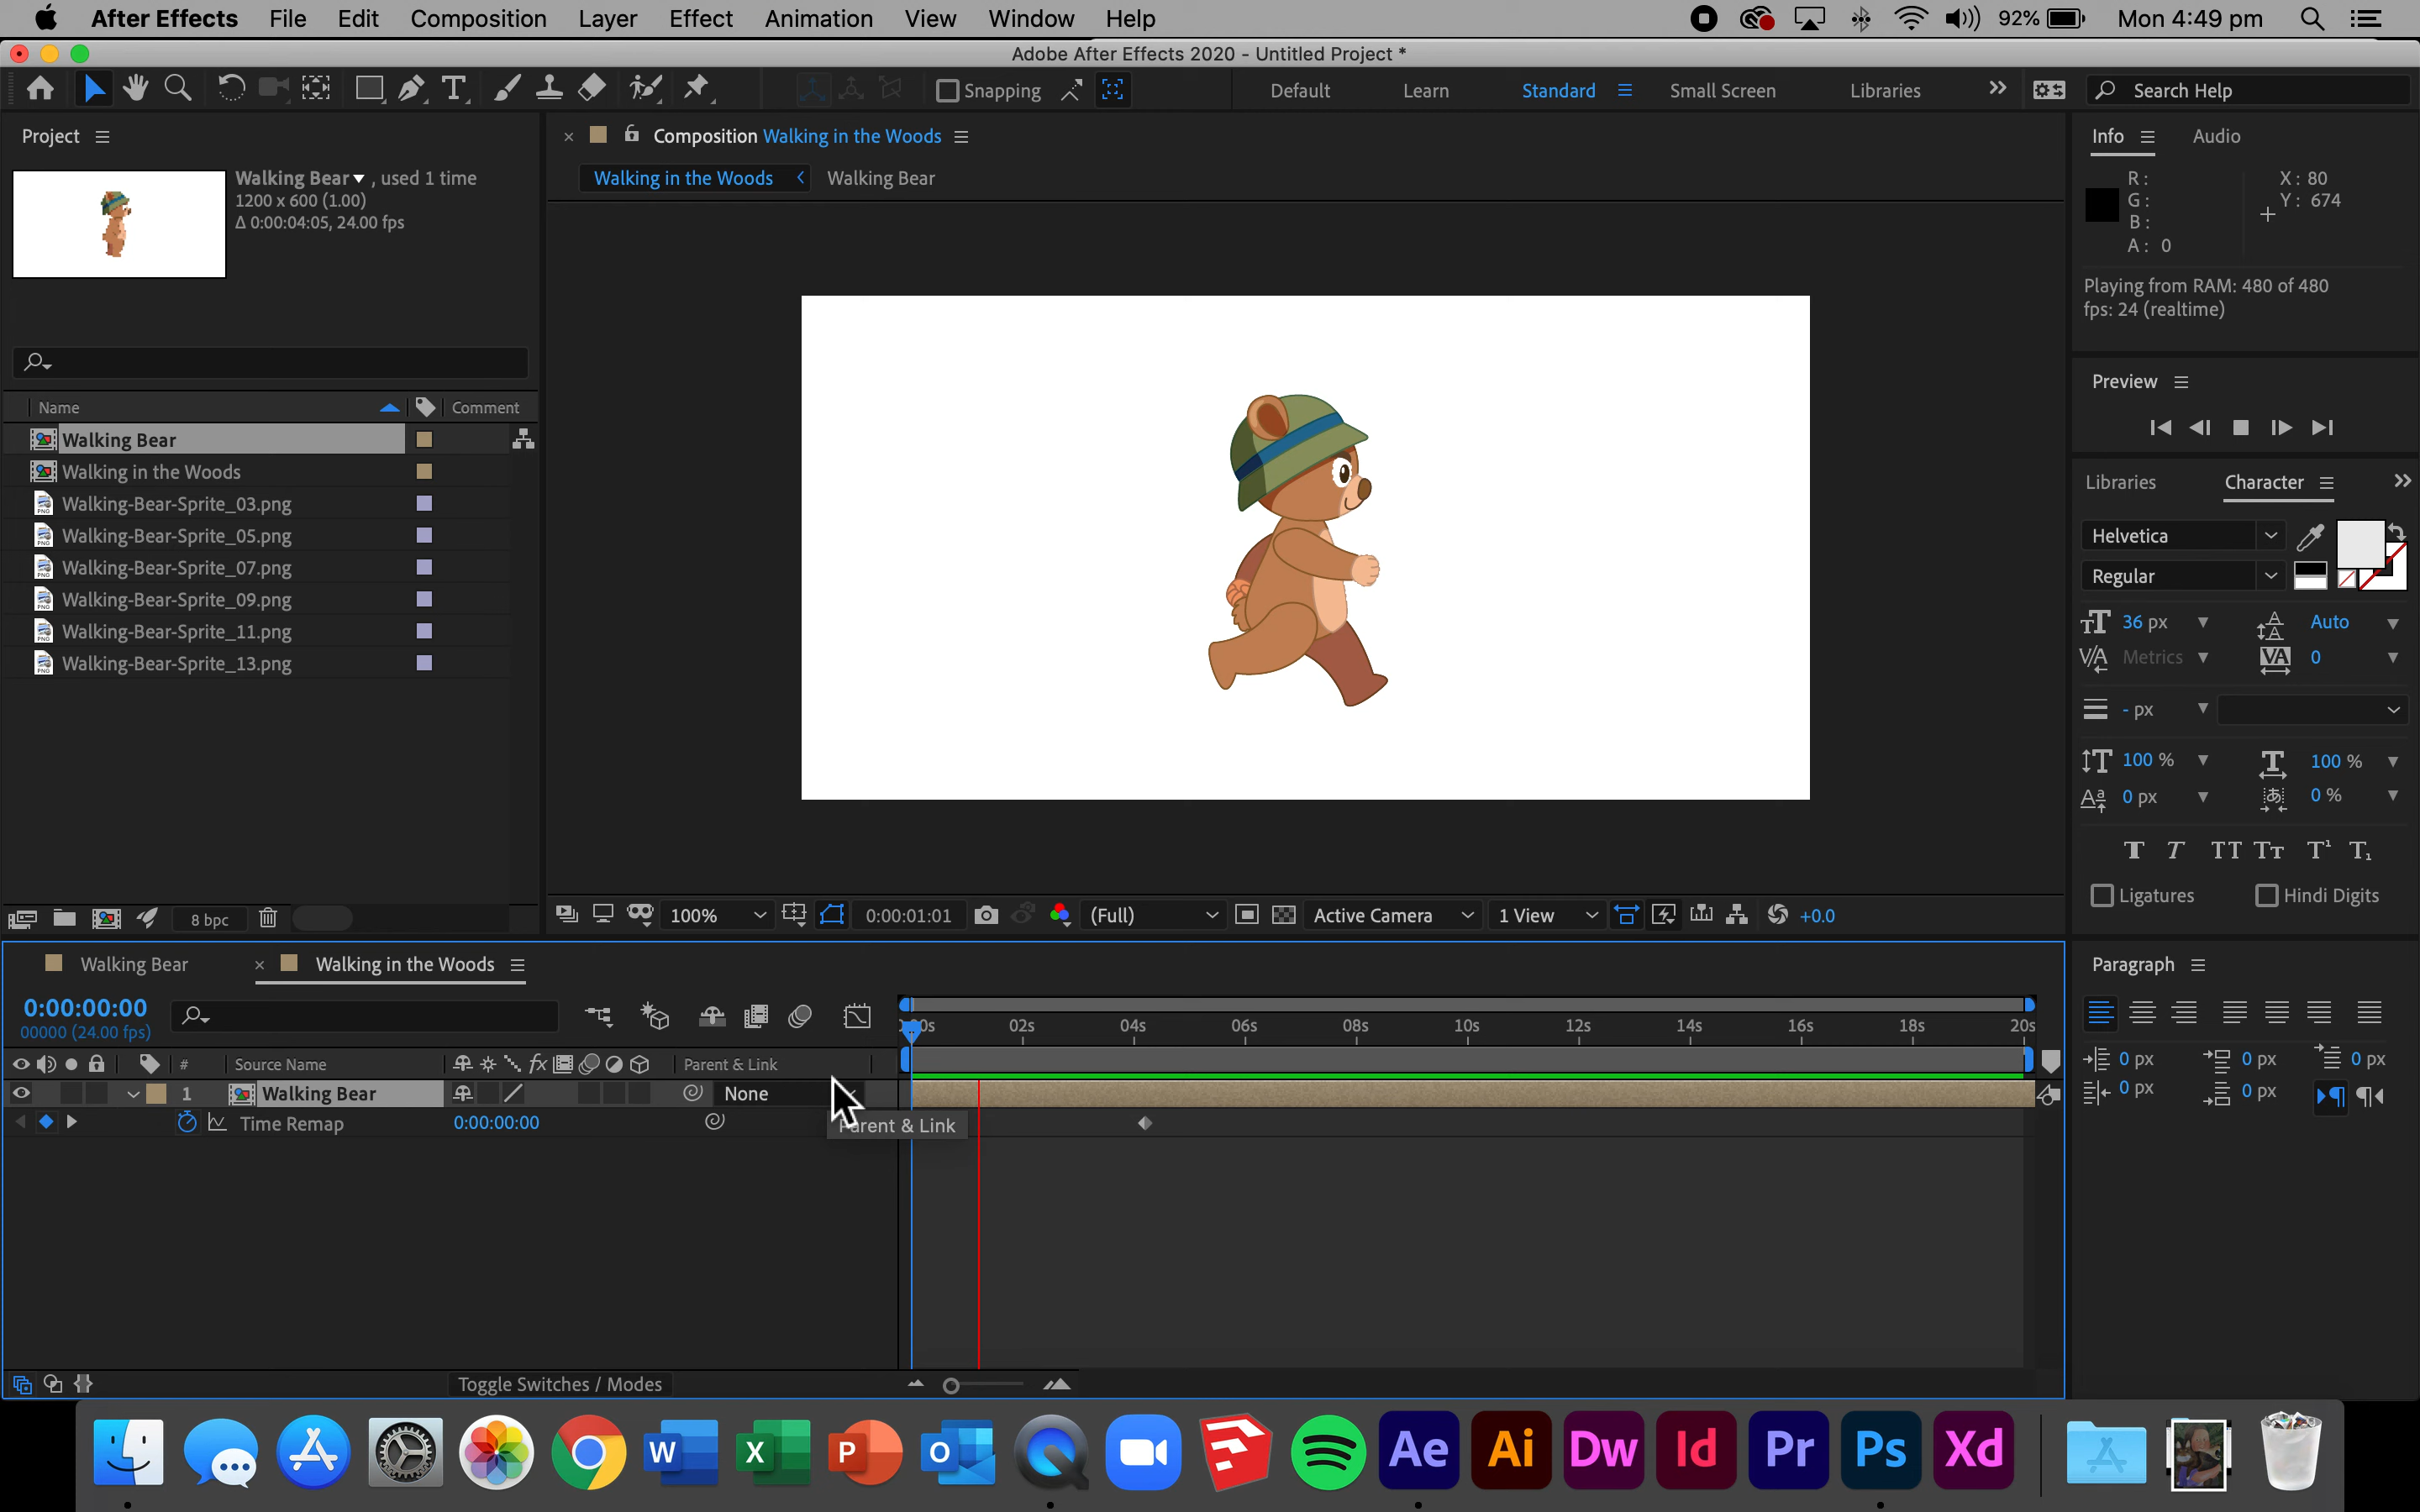 After Effects File Edit Composition Layer Effect Animation View Window Help 92% Mon 4:49 pm
Adobe After Effects 2020 - Untitled Project *
Snapping Default Learn Standard Small Screen Libraries Search Help
Project
Walking Bear, used 1 time
1200 x 600 (1.00)
Δ 0:00:04:05, 24.00 fps
Name Comment
Walking Bear
Walking in the Woods
Walking-Bear-Sprite_03.png
Walking-Bear-Sprite_05.png
Walking-Bear-Sprite_07.png
Walking-Bear-Sprite_09.png
Walking-Bear-Sprite_11.png
Walking-Bear-Sprite_13.png
8 bpc
Composition Walking in the Woods
Walking in the Woods Walking Bear
100% 0:00:01:01 (Full) Active Camera 1 View +0.0
Info Audio
R: X: 80
G: Y: 674
B:
A: 0
Playing from RAM: 480 of 480
fps: 24 (realtime)
Preview
Libraries Character
Helvetica
Regular
36 px Auto
Metrics 0
- px
100 % 100 %
0 px 0 %
Ligatures Hindi Digits
Paragraph
0 px 0 px 0 px
0 px 0 px
Walking Bear Walking in the Woods
0:00:00:00
00000 (24.00 fps)
02s 04s 06s 08s 10s 12s 14s 16s 18s 20s
# Source Name fx Parent & Link
1 Walking Bear None
Time Remap 0:00:00:00
Parent & Link
Toggle Switches / Modes
W X P O Ae Ai Dw Id Pr Ps Xd